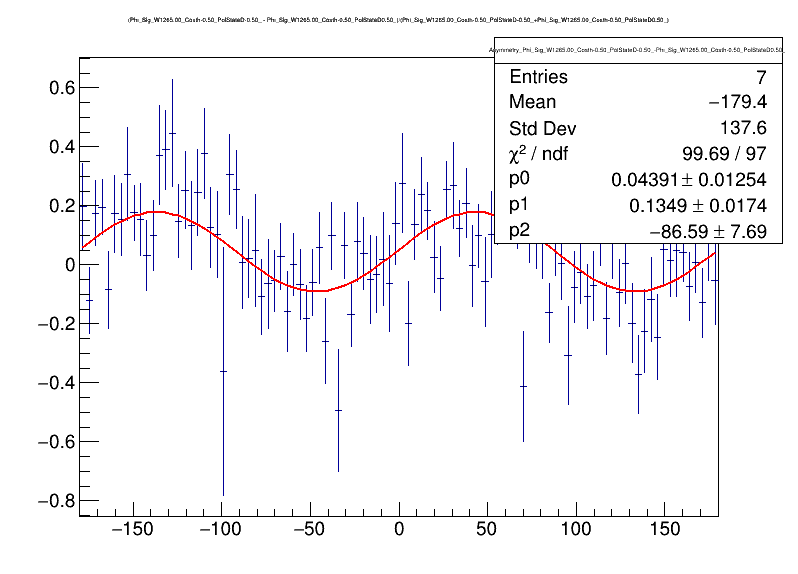 (Phi_Sig_W1265.00_Costh-0.50_PolStateD-0.50_ - Phi_Sig_W1265.00_Costh-0.50_PolStateD0.50_)/(Phi_Sig_W1265.00_Costh-0.50_PolStateD-0.50_+Phi_Sig_W1265.00_Costh-0.50_PolStateD0.50_)
Asymmetry_Phi_Sig_W1265.00_Costh-0.50_PolStateD-0.50_-Phi_Sig_W1265.00_Costh-0.50_PolStateD0.50_
Entries 7
Mean −179.4
Std Dev 137.6
χ² / ndf 99.69 / 97
p0 0.04391 ± 0.01254
p1 0.1349 ± 0.0174
p2 −86.59 ± 7.69
0.6
0.4
0.2
0
−0.2
−0.4
−0.6
−0.8
−150 −100 −50 0 50 100 150